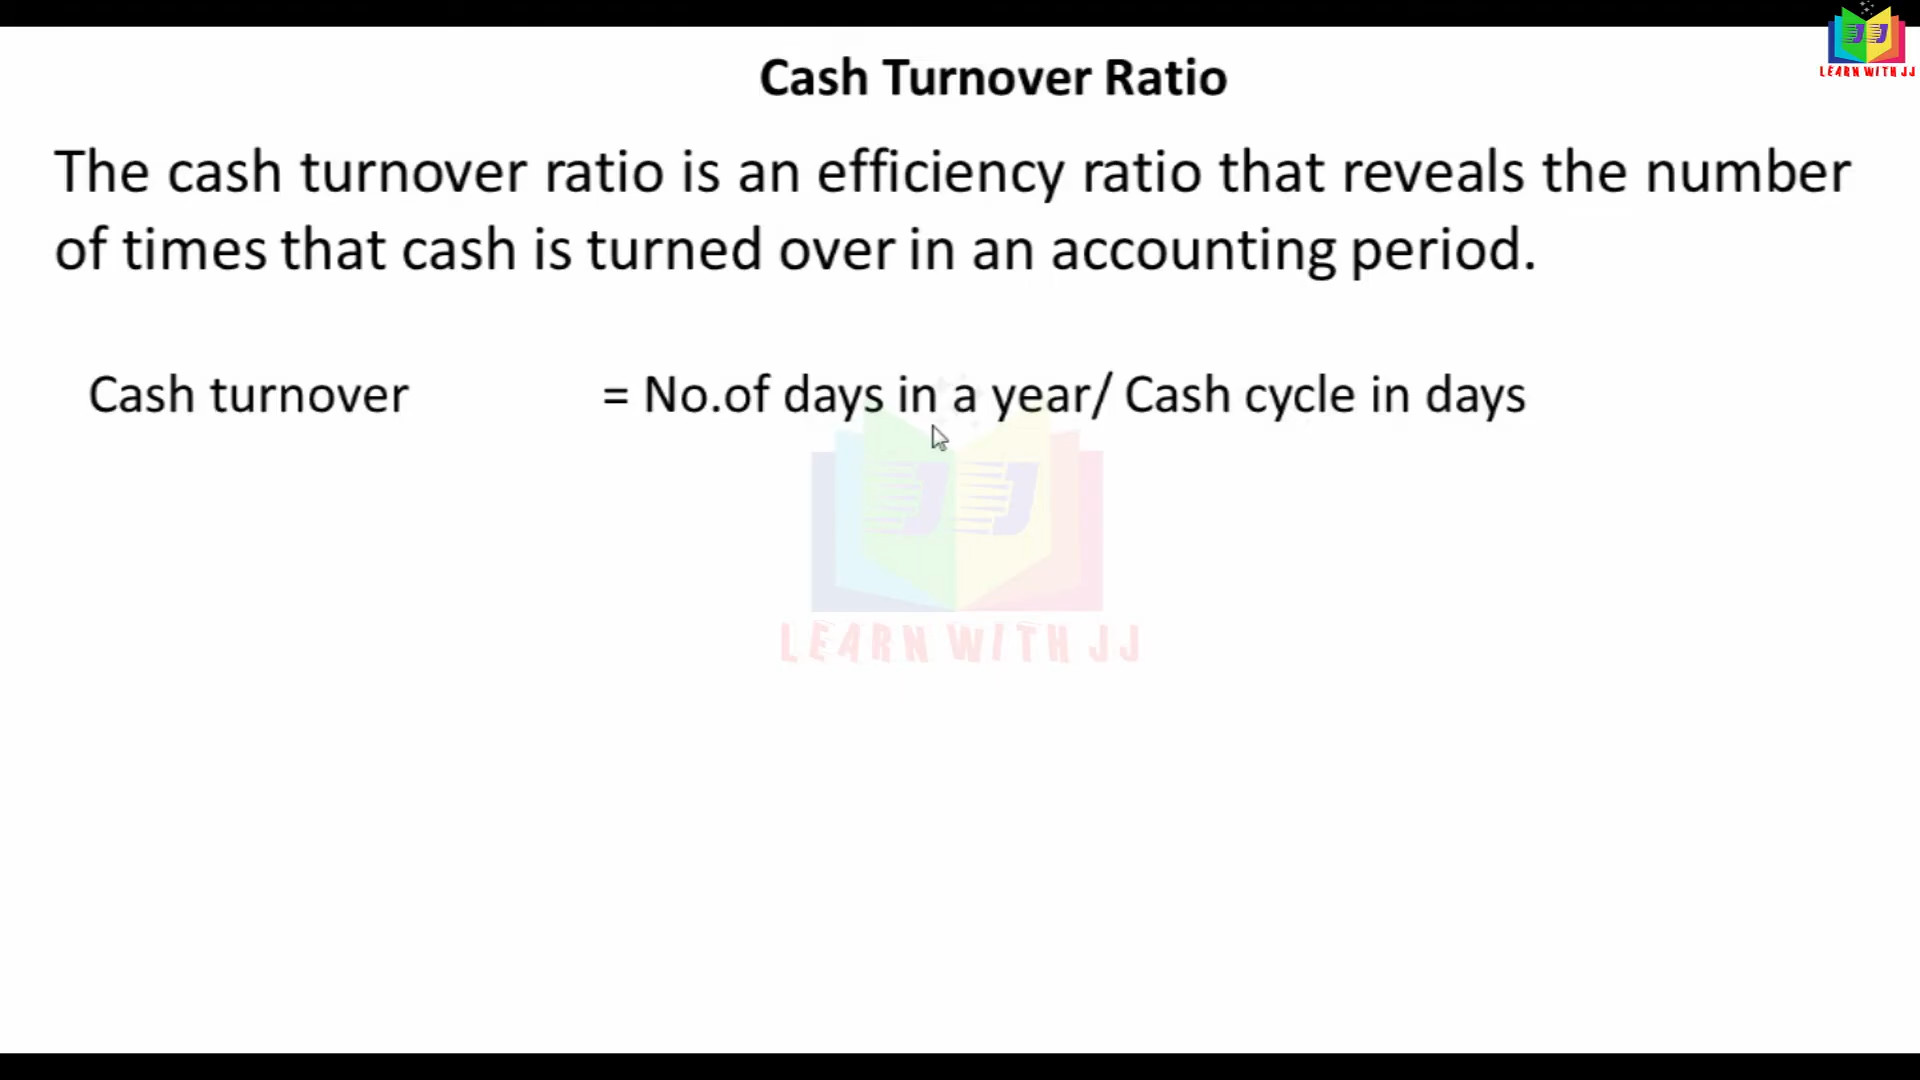 LEARN WITH JJ
Cash Turnover Ratio
The cash turnover ratio is an efficiency ratio that reveals the number
of times that cash is turned over in an accounting period.
Cash turnover = No.of days in a year/ Cash cycle in days
JJ
LEARN WITH JJ